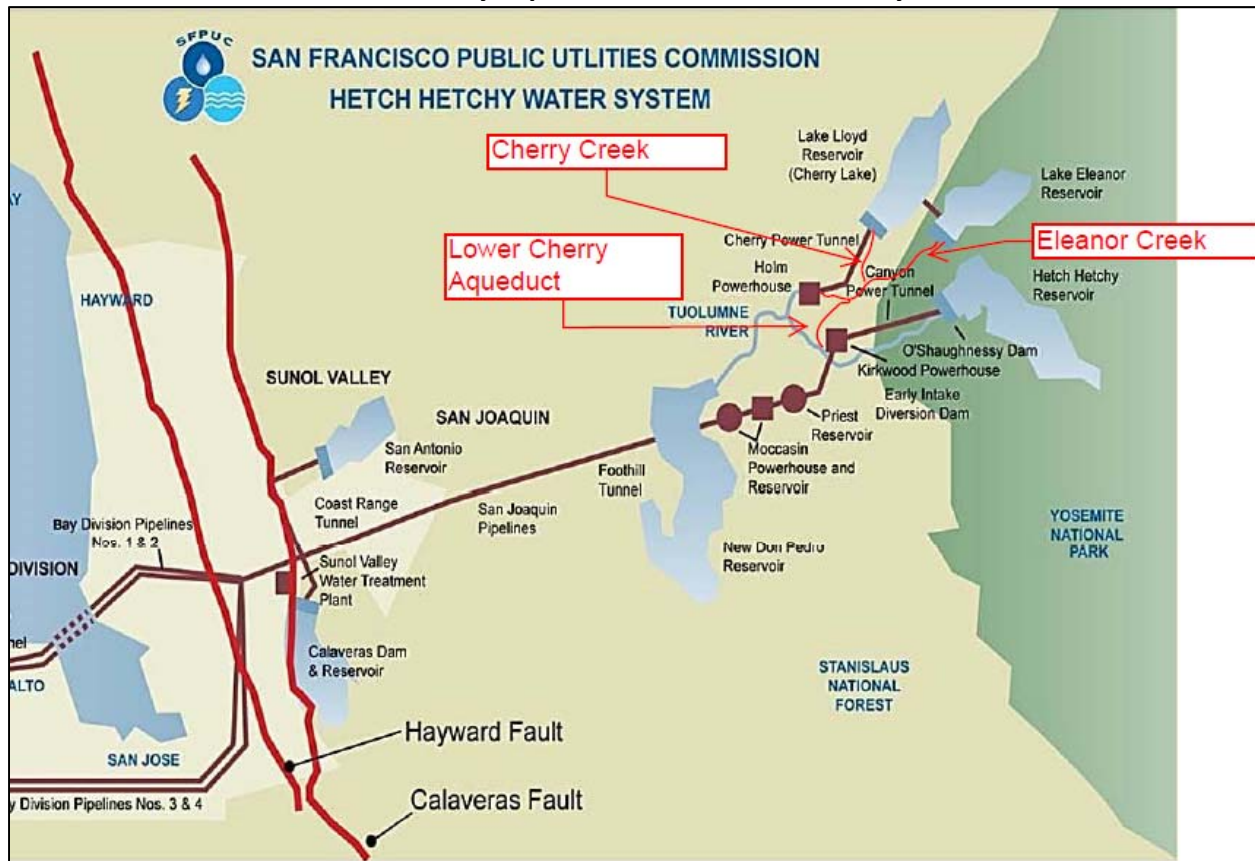 SFPUC
SAN FRANCISCO PUBLIC UTLITIES COMMISSION
HETCH HETCHY WATER SYSTEM
Cherry Creek
Lake Lloyd
Reservoir
(Cherry Lake)
Lake Eleanor
Reservoir
Lower Cherry
Aqueduct
Cherry Power Tunnel
Eleanor Creek
Holm
Powerhouse
Canyon
Power Tunnel
Hetch Hetchy
Reservoir
HAYWARD
TUOLUMNE
RIVER
O'Shaughnessy Dam
Kirkwood Powerhouse
SUNOL VALLEY
Early Intake
Diversion Dam
SAN JOAQUIN
Priest
Reservoir
San Antonio
Reservoir
Moccasin
Powerhouse and
Reservoir
Foothill
Tunnel
Coast Range
Tunnel
San Joaquin
Pipelines
Bay Division Pipelines
Nos. 1 & 2
YOSEMITE
NATIONAL
PARK
New Don Pedro
Reservoir
DIVISION
Sunol Valley
Water Treatment
Plant
nel
Calaveras Dam
& Reservoir
ALTO
STANISLAUS
NATIONAL
FOREST
SAN JOSE
Hayward Fault
y Division Pipelines Nos. 3 & 4
Calaveras Fault